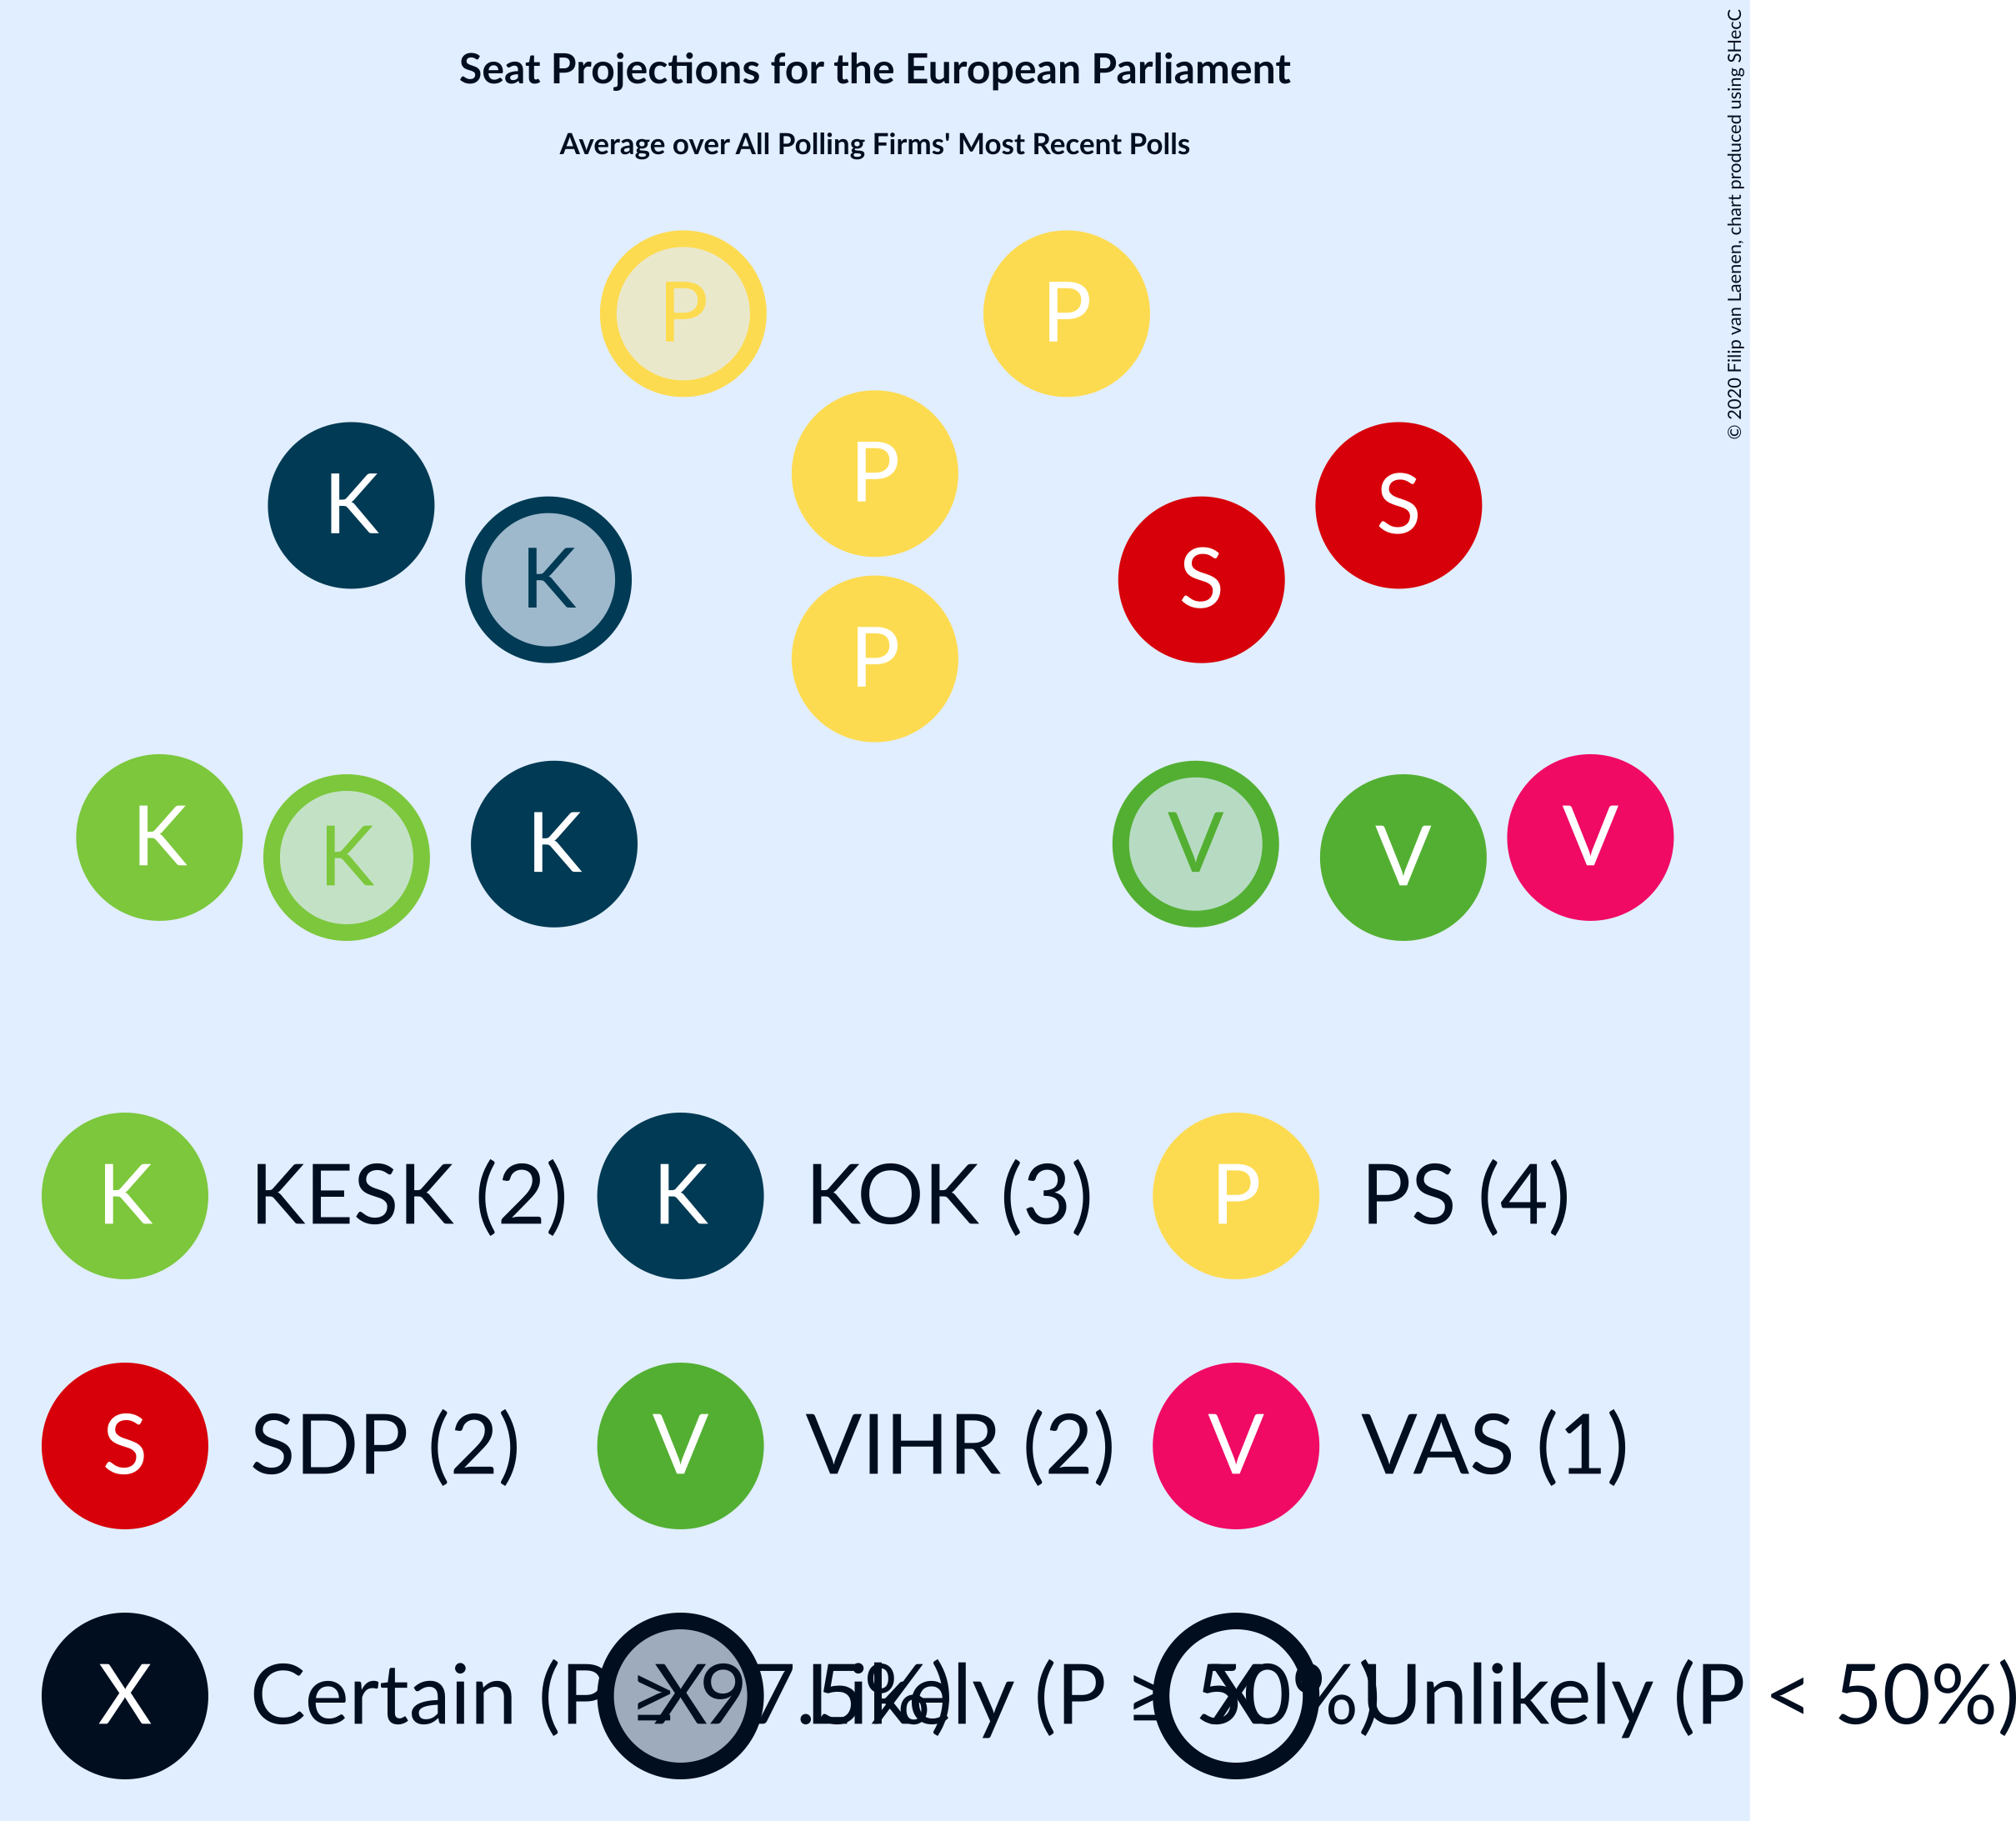 Seat Projections for the European Parliament
Average over All Polling Firms' Most Recent Polls
© 2020 Filip van Laenen, chart produced using SHecC
P P
P
K S
K S
P
K K K V V V
K KESK (2) K KOK (3) P PS (4)
S SDP (2) V VIHR (2) V VAS (1)
X Certain (P ≥ 97.5%) X Likely (P ≥ 50%) X Unlikely (P < 50%)